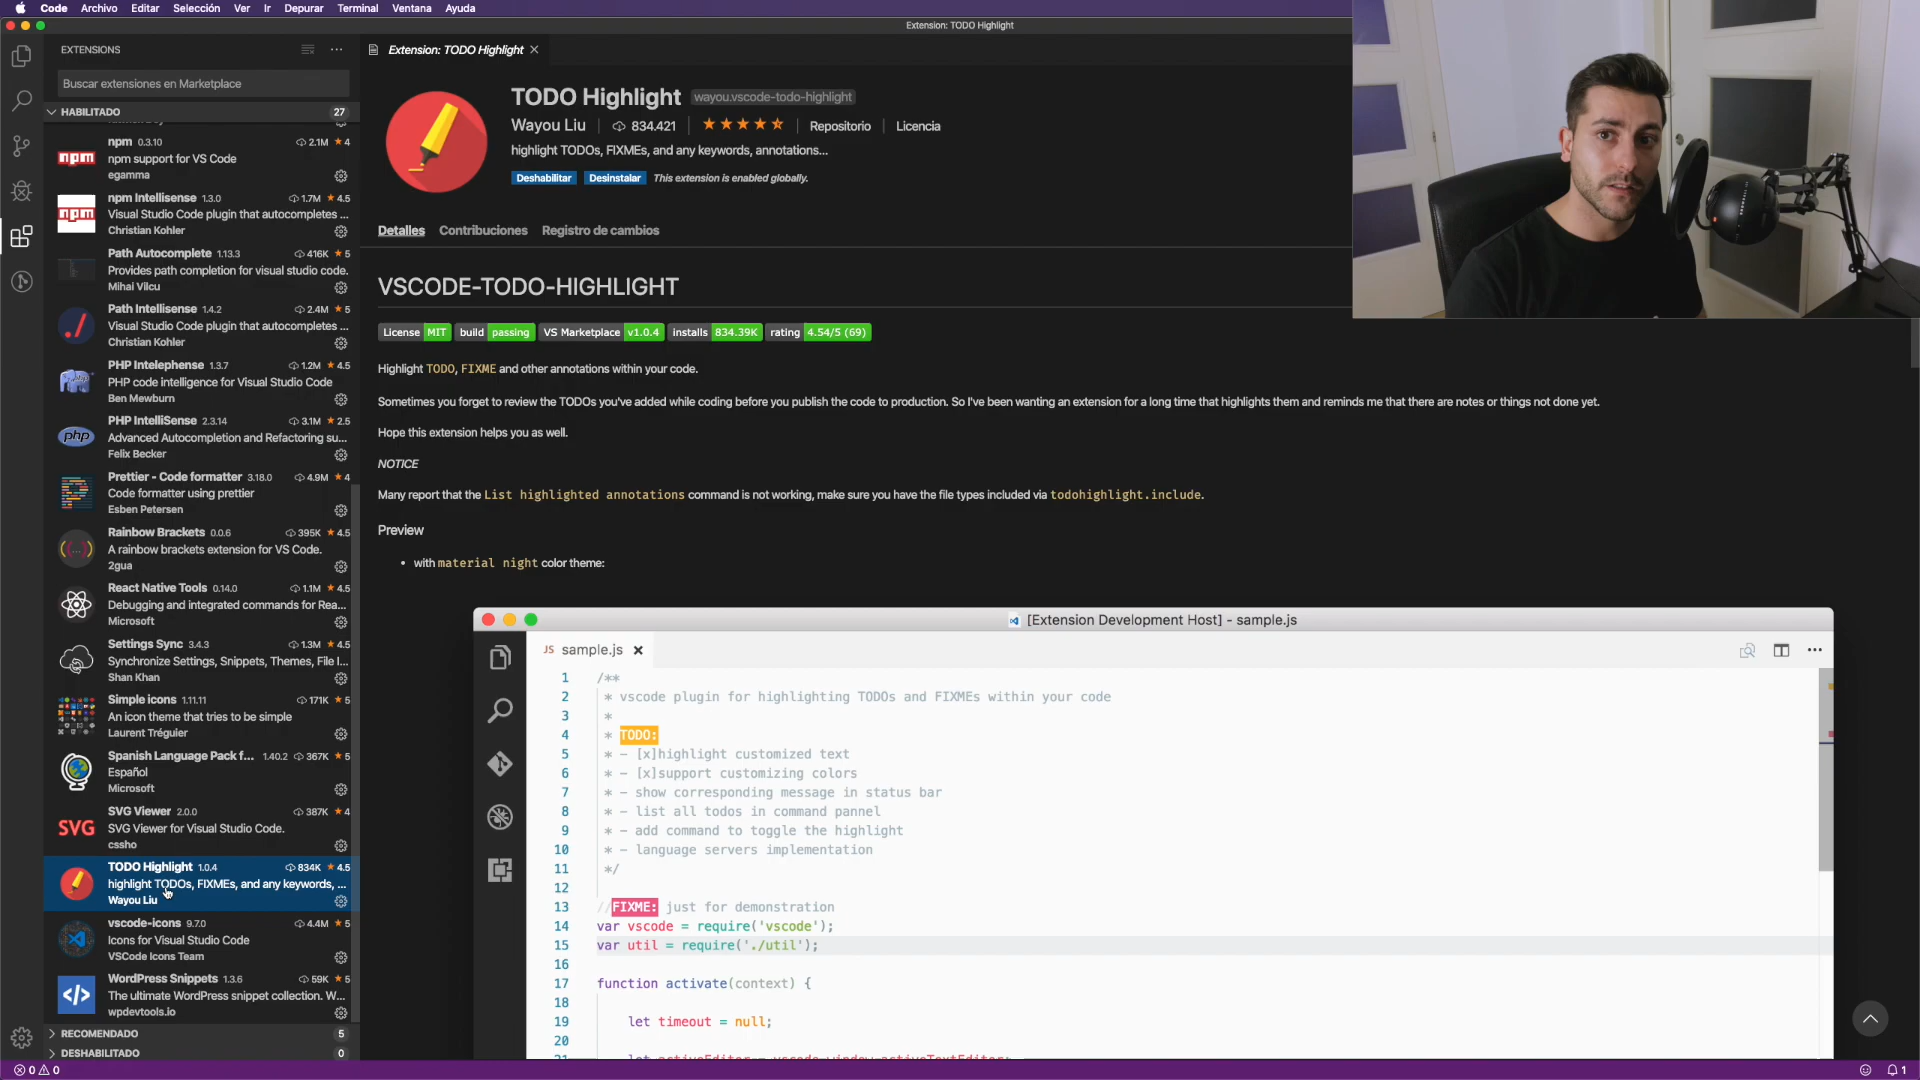 Code Archivo Editar Selección Ver Ir Depurar Terminal Ventana Ayuda
Extension: TODO Highlight
EXTENSIONS
Extension: TODO Highlight
Buscar extensiones en Marketplace
HABILITADO 27
npm 0.3.10 2.1M 4
npm support for VS Code
egamma
npm Intellisense 1.3.0 1.7M 4.5
Visual Studio Code plugin that autocompletes ...
Christian Kohler
Path Autocomplete 1.13.3 416K 5
Provides path completion for visual studio code.
Mihai Vilcu
Path Intellisense 1.4.2 2.4M 5
Visual Studio Code plugin that autocompletes ...
Christian Kohler
PHP Intelephense 1.3.7 1.2M 4.5
PHP code intelligence for Visual Studio Code
Ben Mewburn
PHP IntelliSense 2.3.14 3.1M 2.5
Advanced Autocompletion and Refactoring su...
Felix Becker
Prettier - Code formatter 3.18.0 4.9M 4
Code formatter using prettier
Esben Petersen
Rainbow Brackets 0.0.6 395K 4.5
A rainbow brackets extension for VS Code.
2gua
React Native Tools 0.14.0 1.1M 4.5
Debugging and integrated commands for Rea...
Microsoft
Settings Sync 3.4.3 1.3M 4.5
Synchronize Settings, Snippets, Themes, File I...
Shan Khan
Simple icons 1.11.11 171K 5
An icon theme that tries to be simple
Laurent Tréguier
Spanish Language Pack f... 1.40.2 367K 5
Español
Microsoft
SVG Viewer 2.0.0 387K 4
SVG Viewer for Visual Studio Code.
cssho
TODO Highlight 1.0.4 834K 4.5
highlight TODOs, FIXMEs, and any keywords, ...
Wayou Liu
vscode-icons 9.7.0 4.4M 5
Icons for Visual Studio Code
VSCode Icons Team
WordPress Snippets 1.3.6 59K 5
The ultimate WordPress snippet collection. W...
wpdevtools.io
RECOMENDADO 5
DESHABILITADO 0
0 0
npm
npm
php
SVG
TODO Highlight wayou.vscode-todo-highlight
Wayou Liu 834.421 Repositorio Licencia
highlight TODOs, FIXMEs, and any keywords, annotations...
Deshabilitar Desinstalar This extension is enabled globally.
Detalles Contribuciones Registro de cambios
VSCODE-TODO-HIGHLIGHT
License MIT build passing VS Marketplace v1.0.4 installs 834.39K rating 4.54/5 (69)
Highlight TODO, FIXME and other annotations within your code.
Sometimes you forget to review the TODOs you've added while coding before you publish the code to production. So I've been wanting an extension for a long time that highlights them and reminds me that there are notes or things not done yet.
Hope this extension helps you as well.
NOTICE
Many report that the List highlighted annotations command is not working, make sure you have the file types included via todohighlight.include.
Preview
• with material night color theme:
[Extension Development Host] - sample.js
JS sample.js
1 /**
2 * vscode plugin for highlighting TODOs and FIXMEs within your code
3 *
4 * TODO:
5 * - [x]highlight customized text
6 * - [x]support customizing colors
7 * - show corresponding message in status bar
8 * - list all todos in command pannel
9 * - add command to toggle the highlight
10 * - language servers implementation
11 */
12
13 //FIXME: just for demonstration
14 var vscode = require('vscode');
15 var util = require('./util');
16
17 function activate(context) {
18
19 let timeout = null;
20
21 let activeEditor = vscode.window.activeTextEditor;
1